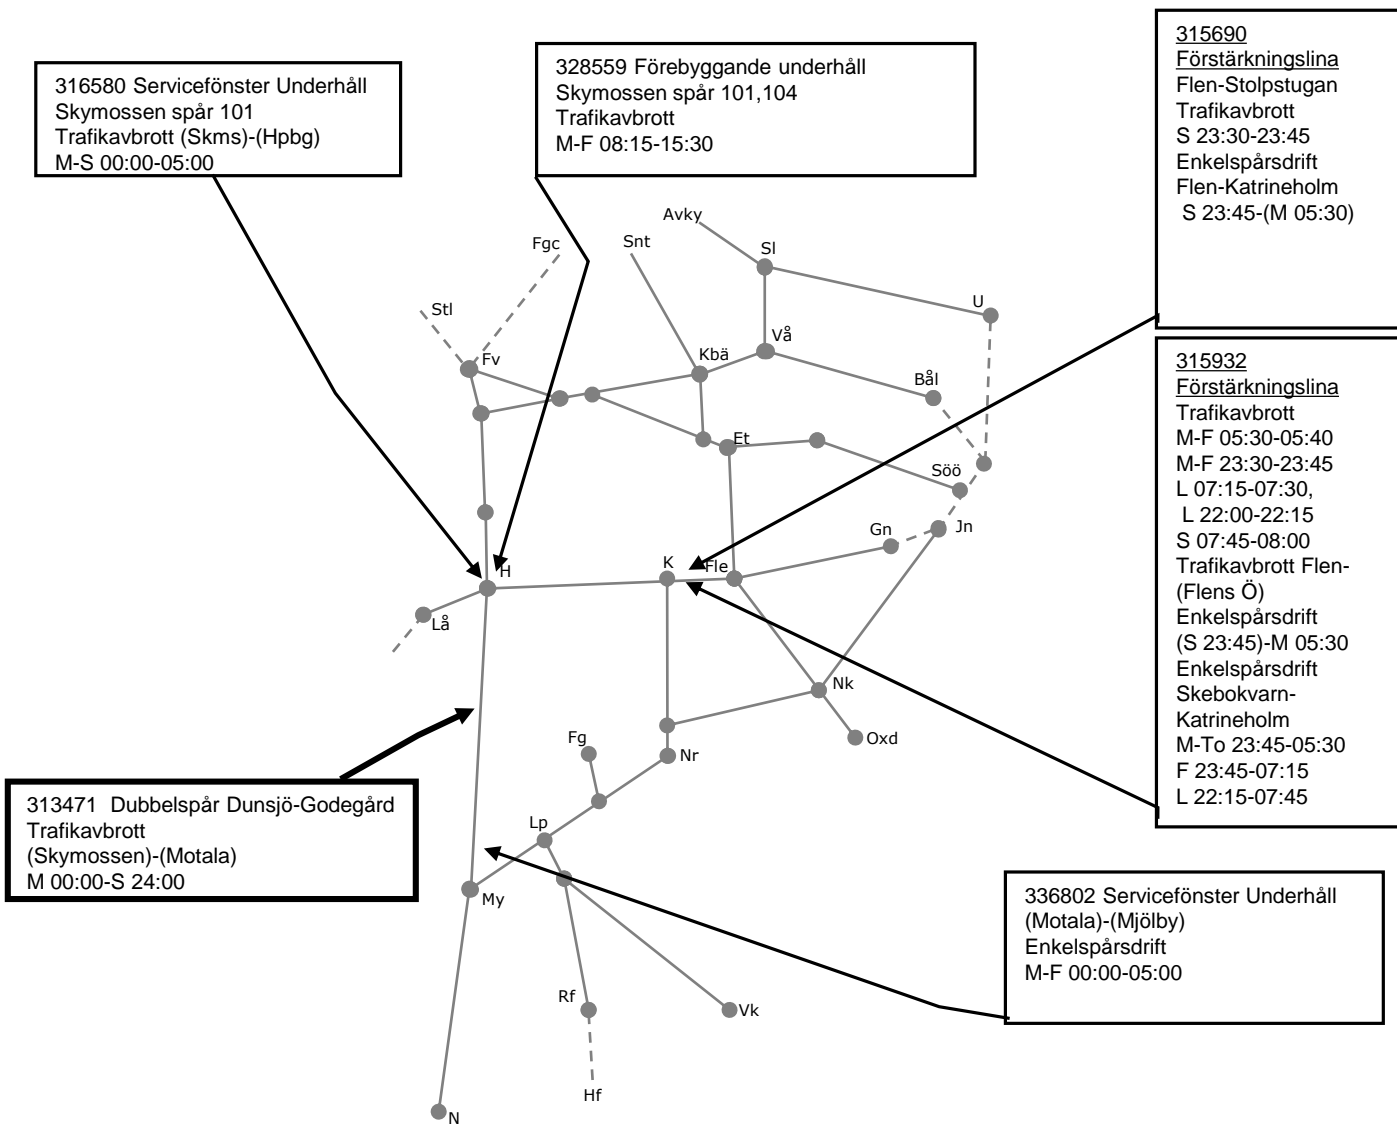 316580 Servicefönster Underhåll
Skymossen spår 101
Trafikavbrott (Skms)-(Hpbg)
M-S 00:00-05:00
328559 Förebyggande underhåll
Skymossen spår 101,104
Trafikavbrott
M-F 08:15-15:30
315690
Förstärkningslina
Flen-Stolpstugan
Trafikavbrott
S 23:30-23:45
Enkelspårsdrift
Flen-Katrineholm
S 23:45-(M 05:30)
315932
Förstärkningslina
Trafikavbrott
M-F 05:30-05:40
M-F 23:30-23:45
L 07:15-07:30,
L 22:00-22:15
S 07:45-08:00
Trafikavbrott Flen-
(Flens Ö)
Enkelspårsdrift
(S 23:45)-M 05:30
Enkelspårsdrift
Skebokvarn-
Katrineholm
M-To 23:45-05:30
F 23:45-07:15
L 22:15-07:45
Avky
Fgc
Snt
Sl
Stl
U
Vå
Fv
Kbä
Bål
Et
Söö
Gn
Jn
H
K
Fle
Lå
Nk
Fg
Nr
Oxd
313471 Dubbelspår Dunsjö-Godegård
Trafikavbrott
(Skymossen)-(Motala)
M 00:00-S 24:00
Lp
My
336802 Servicefönster Underhåll
(Motala)-(Mjölby)
Enkelspårsdrift
M-F 00:00-05:00
Rf
Vk
Hf
N